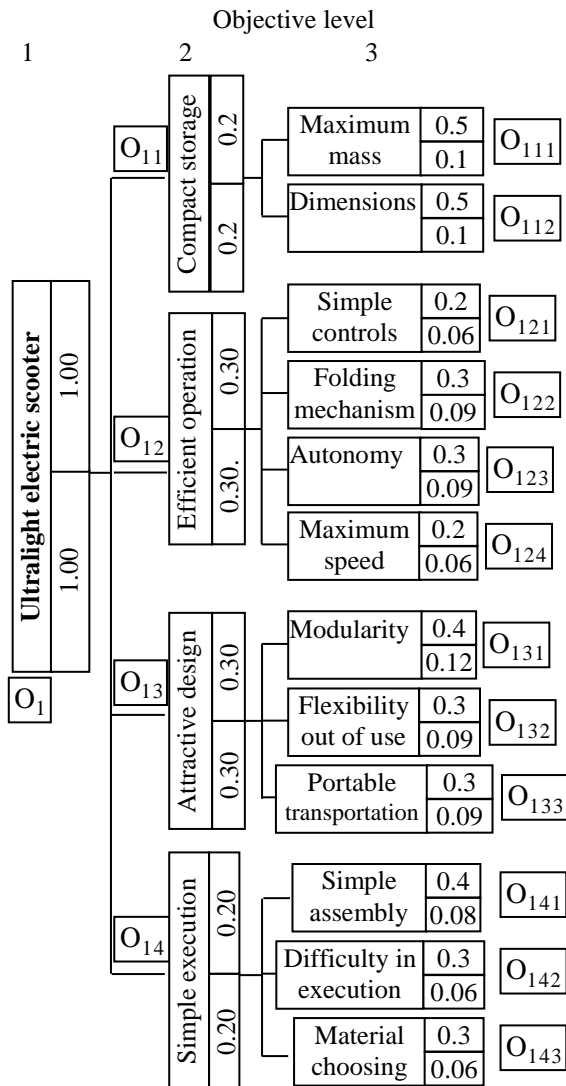 Objective level
1 2 3
Ultralight electric scooter
1.00
1.00
O1
O11
Compact storage
0.2
0.2
Maximum
mass
0.5
0.1
O111
Dimensions
0.5
0.1
O112
O12
Efficient operation
0.30
0.30.
Simple
controls
0.2
0.06
O121
Folding
mechanism
0.3
0.09
O122
Autonomy
0.3
0.09
O123
Maximum
speed
0.2
0.06
O124
O13
Attractive design
0.30
0.30
Modularity
0.4
0.12
O131
Flexibility
out of use
0.3
0.09
O132
Portable
transportation
0.3
0.09
O133
O14
Simple execution
0.20
0.20
Simple
assembly
0.4
0.08
O141
Difficulty in
execution
0.3
0.06
O142
Material
choosing
0.3
0.06
O143